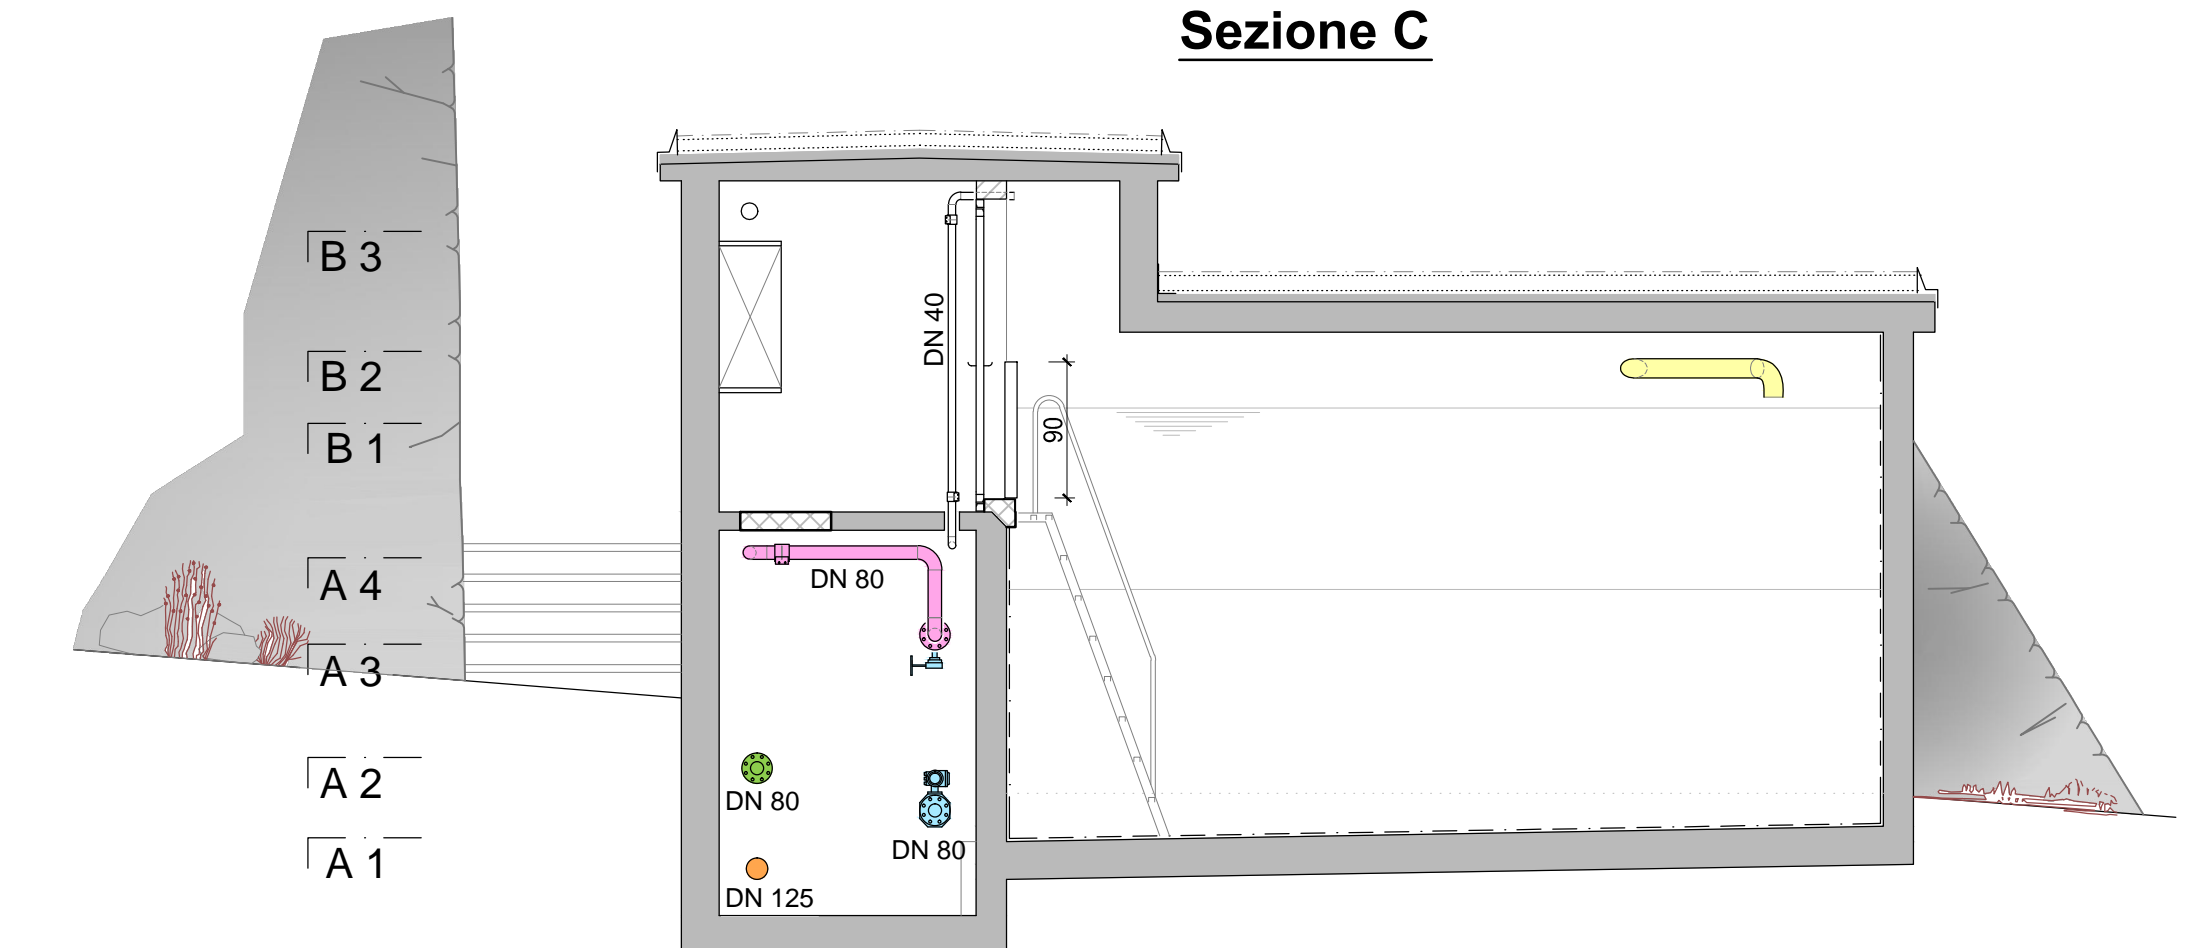 Sezione C
B 3
DN 40
B 2
90
B 1
A 4
DN 80
A 3
A 2
DN 80
DN 80
A 1
DN 125